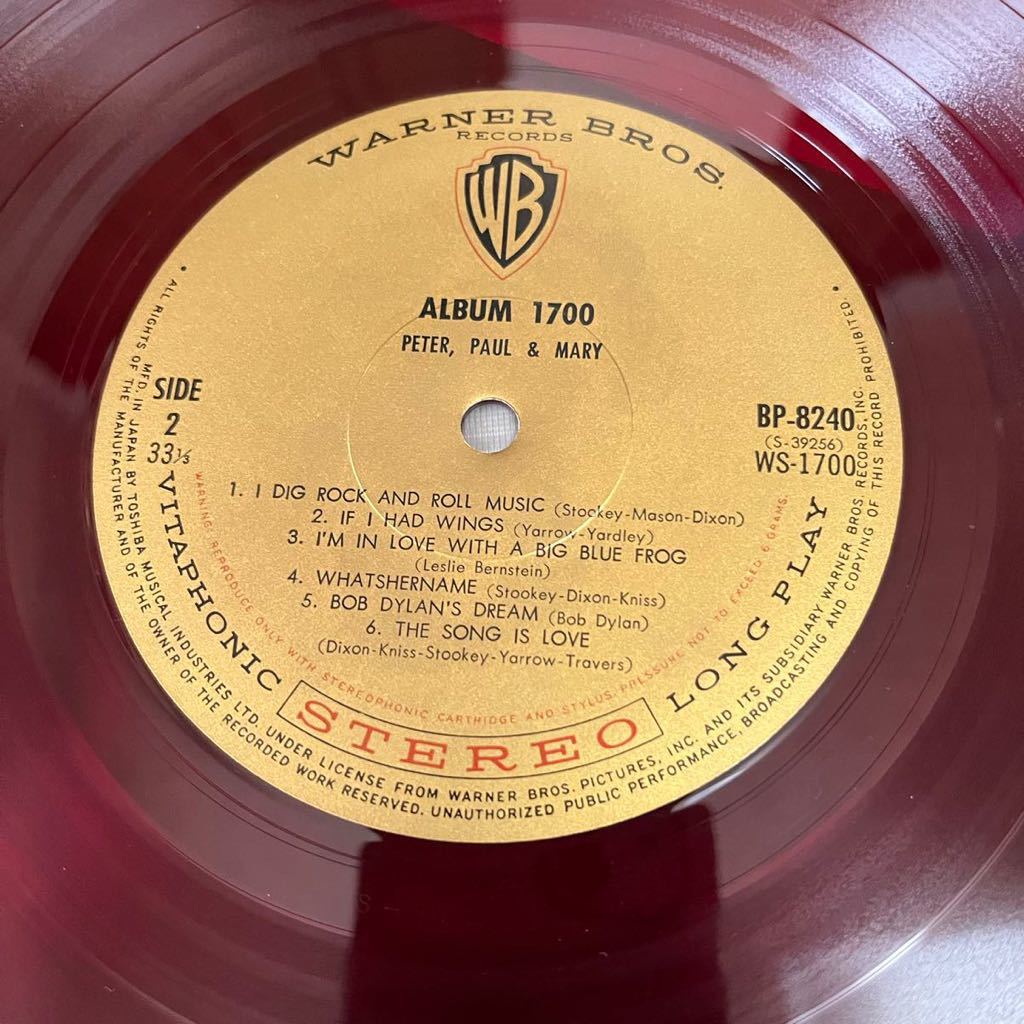 WARNER BROS.
RECORDS
WB
ALBUM 1700
PETER, PAUL & MARY
SIDE
2
33⅓
BP-8240
(S-39256)
WS-1700
1. I DIG ROCK AND ROLL MUSIC (Stookey-Mason-Dixon)
2. IF I HAD WINGS (Yarrow-Yardley)
3. I'M IN LOVE WITH A BIG BLUE FROG
(Leslie Bernstein)
4. WHATSHERNAME (Stookey-Dixon-Kniss)
5. BOB DYLAN'S DREAM (Bob Dylan)
6. THE SONG IS LOVE
(Dixon-Kniss-Stookey-Yarrow-Travers)
WARNING. REPRODUCE ONLY WITH STEREOPHONIC CARTHIDGE AND STYLUS. PRESSURE NOT TO EXCEED 6 GRAMS.
VITAPHONIC STEREO LONG PLAY
MFD. IN JAPAN BY TOSHIBA MUSICAL INDUSTRIES LTD. UNDER LICENSE FROM WARNER BROS. PICTURES, INC. AND ITS SUBSIDIARY WARNER BROS. RECORDS, INC.
• ALL RIGHTS OF THE MANUFACTURER AND OF THE OWNER OF THE RECORDED WORK RESERVED. UNAUTHORIZED PUBLIC PERFORMANCE, BROADCASTING AND COPYING OF THIS RECORD PROHIBITED. •